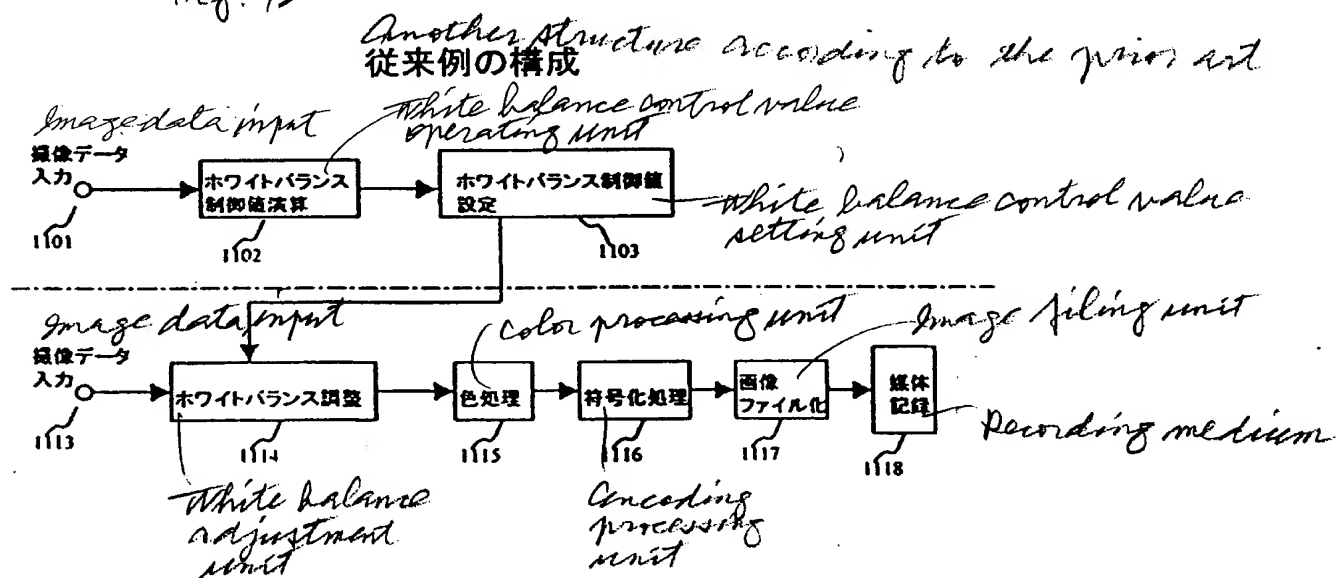 Another structure according to the prior art
従来例の構成
Image data input
撮像データ
入力
1101
White balance control value
operating unit
ホワイトバランス
制御値演算
1102
ホワイトバランス制御値
設定
1103
White balance control value
setting unit
Image data input
撮像データ
入力
1113
ホワイトバランス調整
1114
White balance
adjustment
unit
color processing unit
色処理
1115
符号化処理
1116
encoding
processing
unit
Image filing unit
画像
ファイル化
1117
媒体
記録
1118
Recording medium